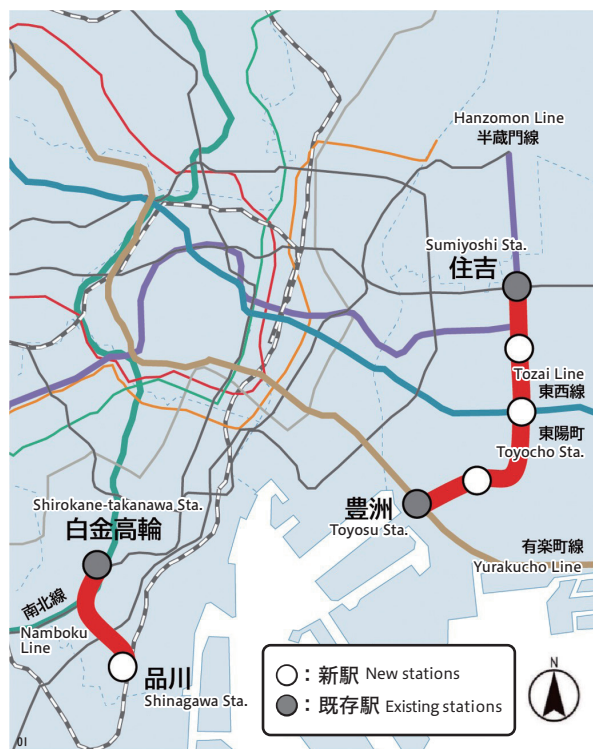 Hanzomon Line
半蔵門線
Sumiyoshi Sta.
住吉
Tozai Line
東西線
東陽町
Toyocho Sta.
豊洲
Toyosu Sta.
有楽町線
Yurakucho Line
Shirokane-takanawa Sta.
白金高輪
南北線
Namboku
Line
品川
Shinagawa Sta.
○：新駅 New stations
●：既存駅 Existing stations
N
01